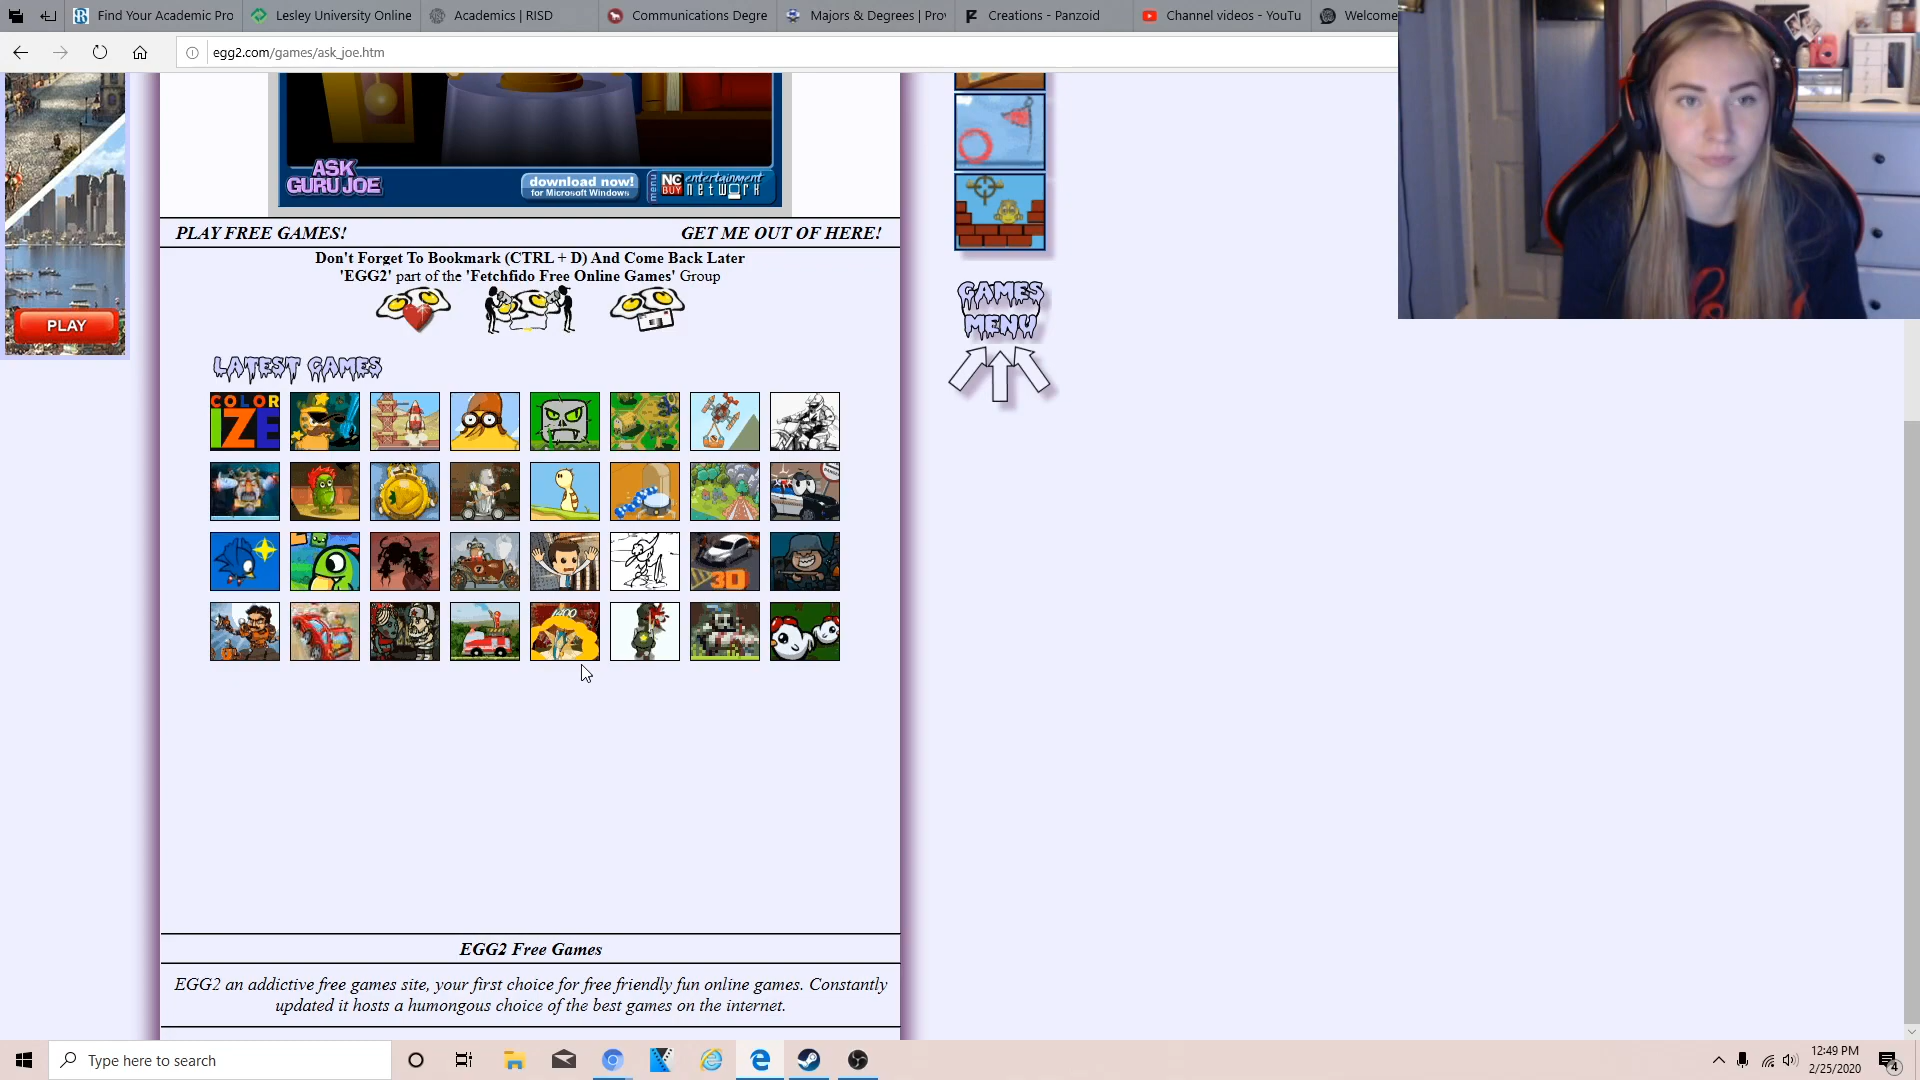 Find Your Academic Pro
Lesley University Online
Academics | RISD
Communications Degre
Majors & Degrees | Prov
Creations - Panzoid
Channel videos - YouTu
Welcome
egg2.com/games/ask_joe.htm
PLAY
ASK
GURU JOE
download now!
for Microsoft Windows
menu
NO
BUY
entertainment
network
PLAY FREE GAMES!
GET ME OUT OF HERE!
Don't Forget To Bookmark (CTRL + D) And Come Back Later
'EGG2' part of the 'Fetchfido Free Online Games' Group
GAMES
MENU
LATEST GAMES
COLOR
IZE
3D
EGG2 Free Games
EGG2 an addictive free games site, your first choice for free friendly fun online games. Constantly
updated it hosts a humongous choice of the best games on the internet.
Type here to search
12:49 PM
2/25/2020
4